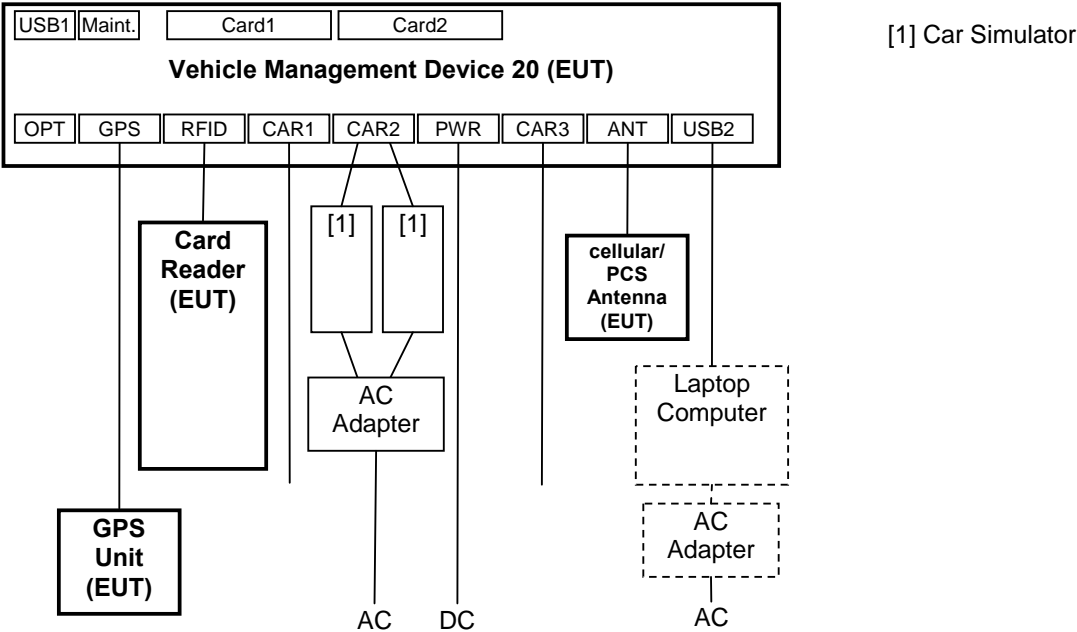 USB1 Maint. Card1 Card2
[1] Car Simulator
Vehicle Management Device 20 (EUT)
OPT GPS RFID CAR1 CAR2 PWR CAR3 ANT USB2
[1] [1]
Card
Reader
(EUT)
cellular/
PCS
Antenna
(EUT)
AC
Adapter
Laptop
Computer
GPS
Unit
(EUT)
AC
Adapter
AC DC AC